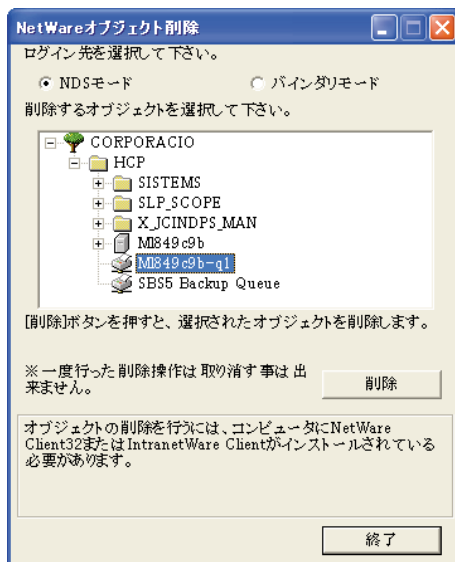 NetWareオブジェクト削除
ログイン先を選択して下さい。
NDSモード
バインダリモード
削除するオブジェクトを選択して下さい。
CORPORACIO
HCP
SISTEMS
SLP_SCOPE
X_JCINDPS_MAN
MI849c9b
MI849c9b-q1
SBS5 Backup Queue
[削除]ボタンを押すと、選択されたオブジェクトを削除します。
※一度行った削除操作は取り消す事は出
来ません。
削除
オブジェクトの削除を行うには、コンピュータにNetWare
Client32またはIntranetWare Clientがインストールされている
必要があります。
終了